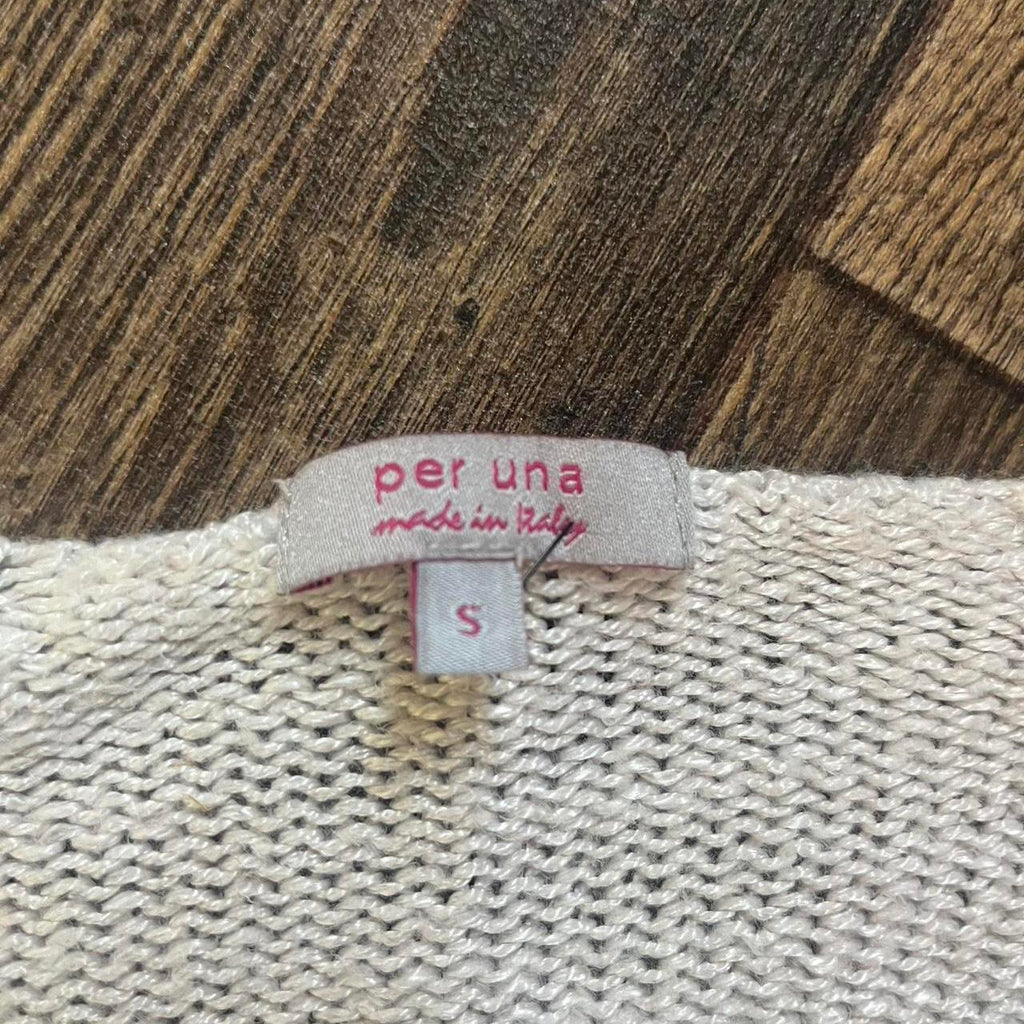 per una
made in Italy
S